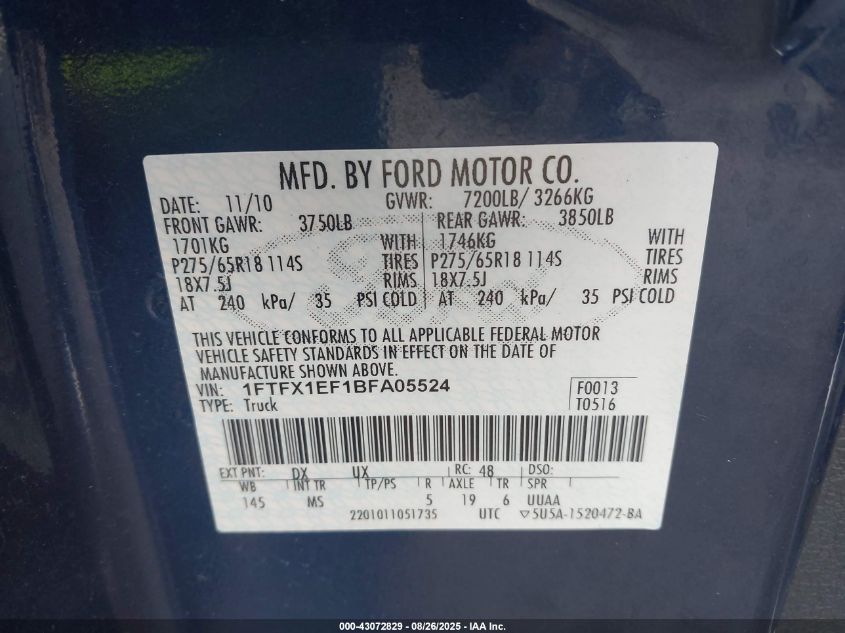 MFD. BY FORD MOTOR CO.
DATE: 11/10 GVWR: 7200LB/ 3266KG
FRONT GAWR: 3750LB REAR GAWR: 3850LB
1701KG WITH 1746KG WITH
P275/65R18 114S TIRES P275/65R18 114S TIRES
18X7.5J RIMS 18X7.5J RIMS
AT 240 kPa/ 35 PSI COLD AT 240 kPa/ 35 PSI COLD
THIS VEHICLE CONFORMS TO ALL APPLICABLE FEDERAL MOTOR
VEHICLE SAFETY STANDARDS IN EFFECT ON THE DATE OF
MANUFACTURE SHOWN ABOVE.
VIN: 1FTFX1EF1BFA05524 F0013
TYPE: Truck T0516
EXT PNT: DX UX RC: 48 DSO:
WB INT TR TP/PS R AXLE TR SPR
145 MS 5 19 6 UUAA
2201011051735 UTC ▽5U5A-1520472-BA
000-43072829 - 08/26/2025 - IAA Inc.